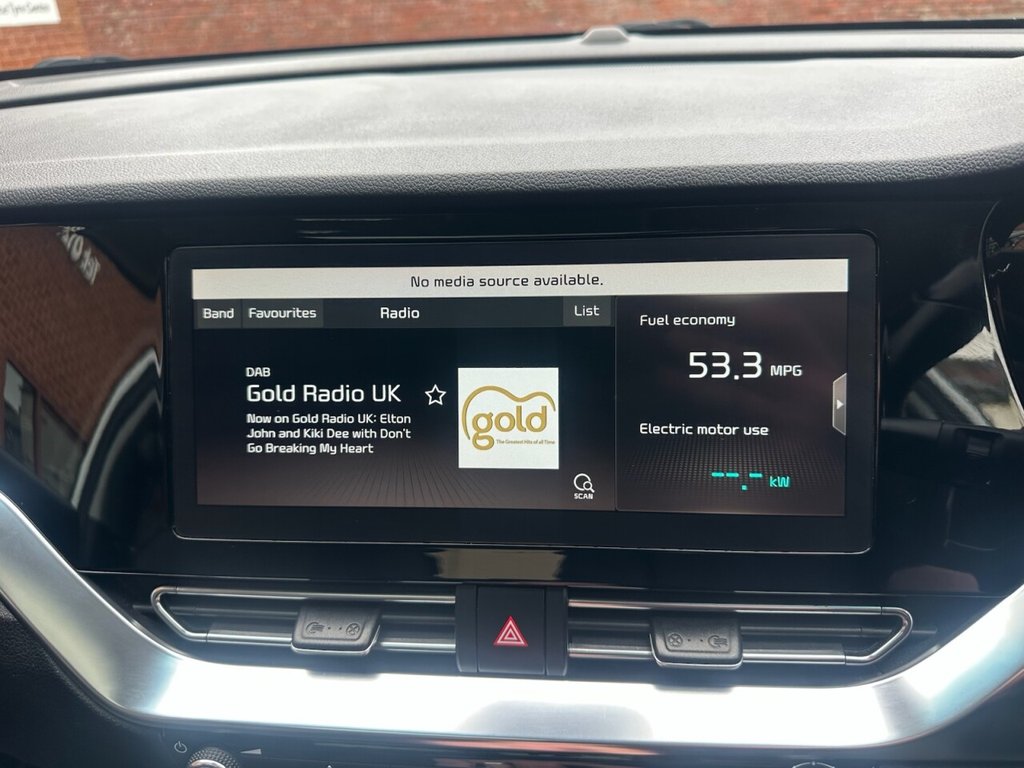 No media source available.
Band Favourites Radio List
DAB
Gold Radio UK
Now on Gold Radio UK: Elton
John and Kiki Dee with Don't
Go Breaking My Heart
gold
The Greatest Hits of all Time
SCAN
Fuel economy
53.3 MPG
Electric motor use
--.- kW